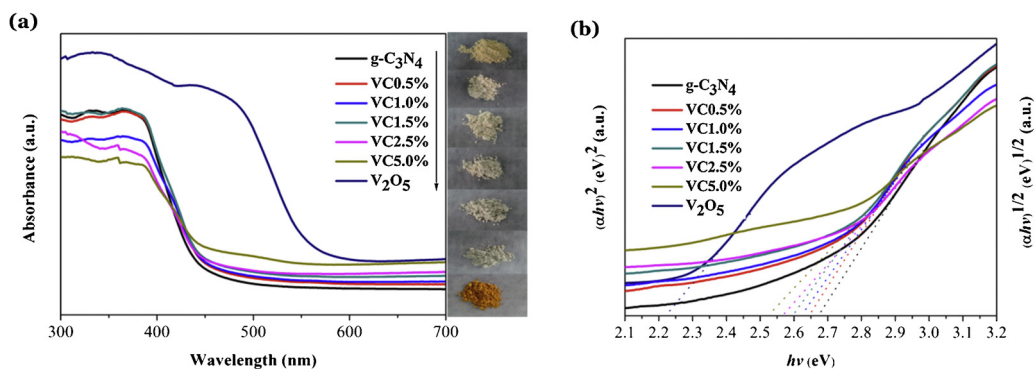 (a)
Absorbance (a.u.)
g-C₃N₄
VC0.5%
VC1.0%
VC1.5%
VC2.5%
VC5.0%
V₂O₅
300 400 500 600 700
Wavelength (nm)
(b)
(αhν)² (eV)² (a.u.)
g-C₃N₄
VC0.5%
VC1.0%
VC1.5%
VC2.5%
VC5.0%
V₂O₅
(αhν)^1/2 (eV)^1/2 (a.u.)
2.1 2.2 2.3 2.4 2.5 2.6 2.7 2.8 2.9 3.0 3.1 3.2
hν (eV)